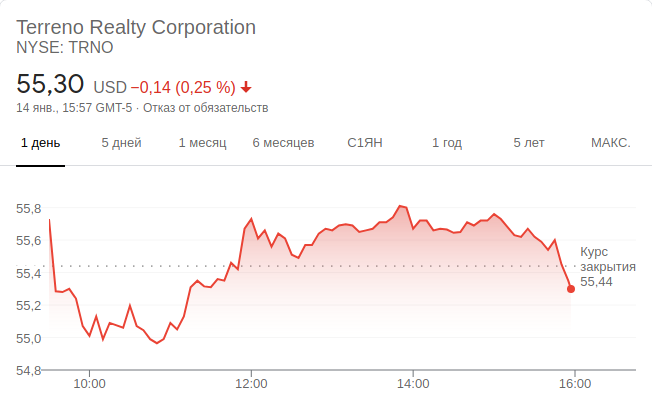 Terreno Realty Corporation
NYSE: TRNO
55,30 USD −0,14 (0,25 %)
14 янв., 15:57 GMT-5 · Отказ от обязательств
1 день 5 дней 1 месяц 6 месяцев С1ЯН 1 год 5 лет МАКС.
55,8
55,6
55,4
55,2
55,0
54,8
Курс
закрытия
55,44
10:00 12:00 14:00 16:00